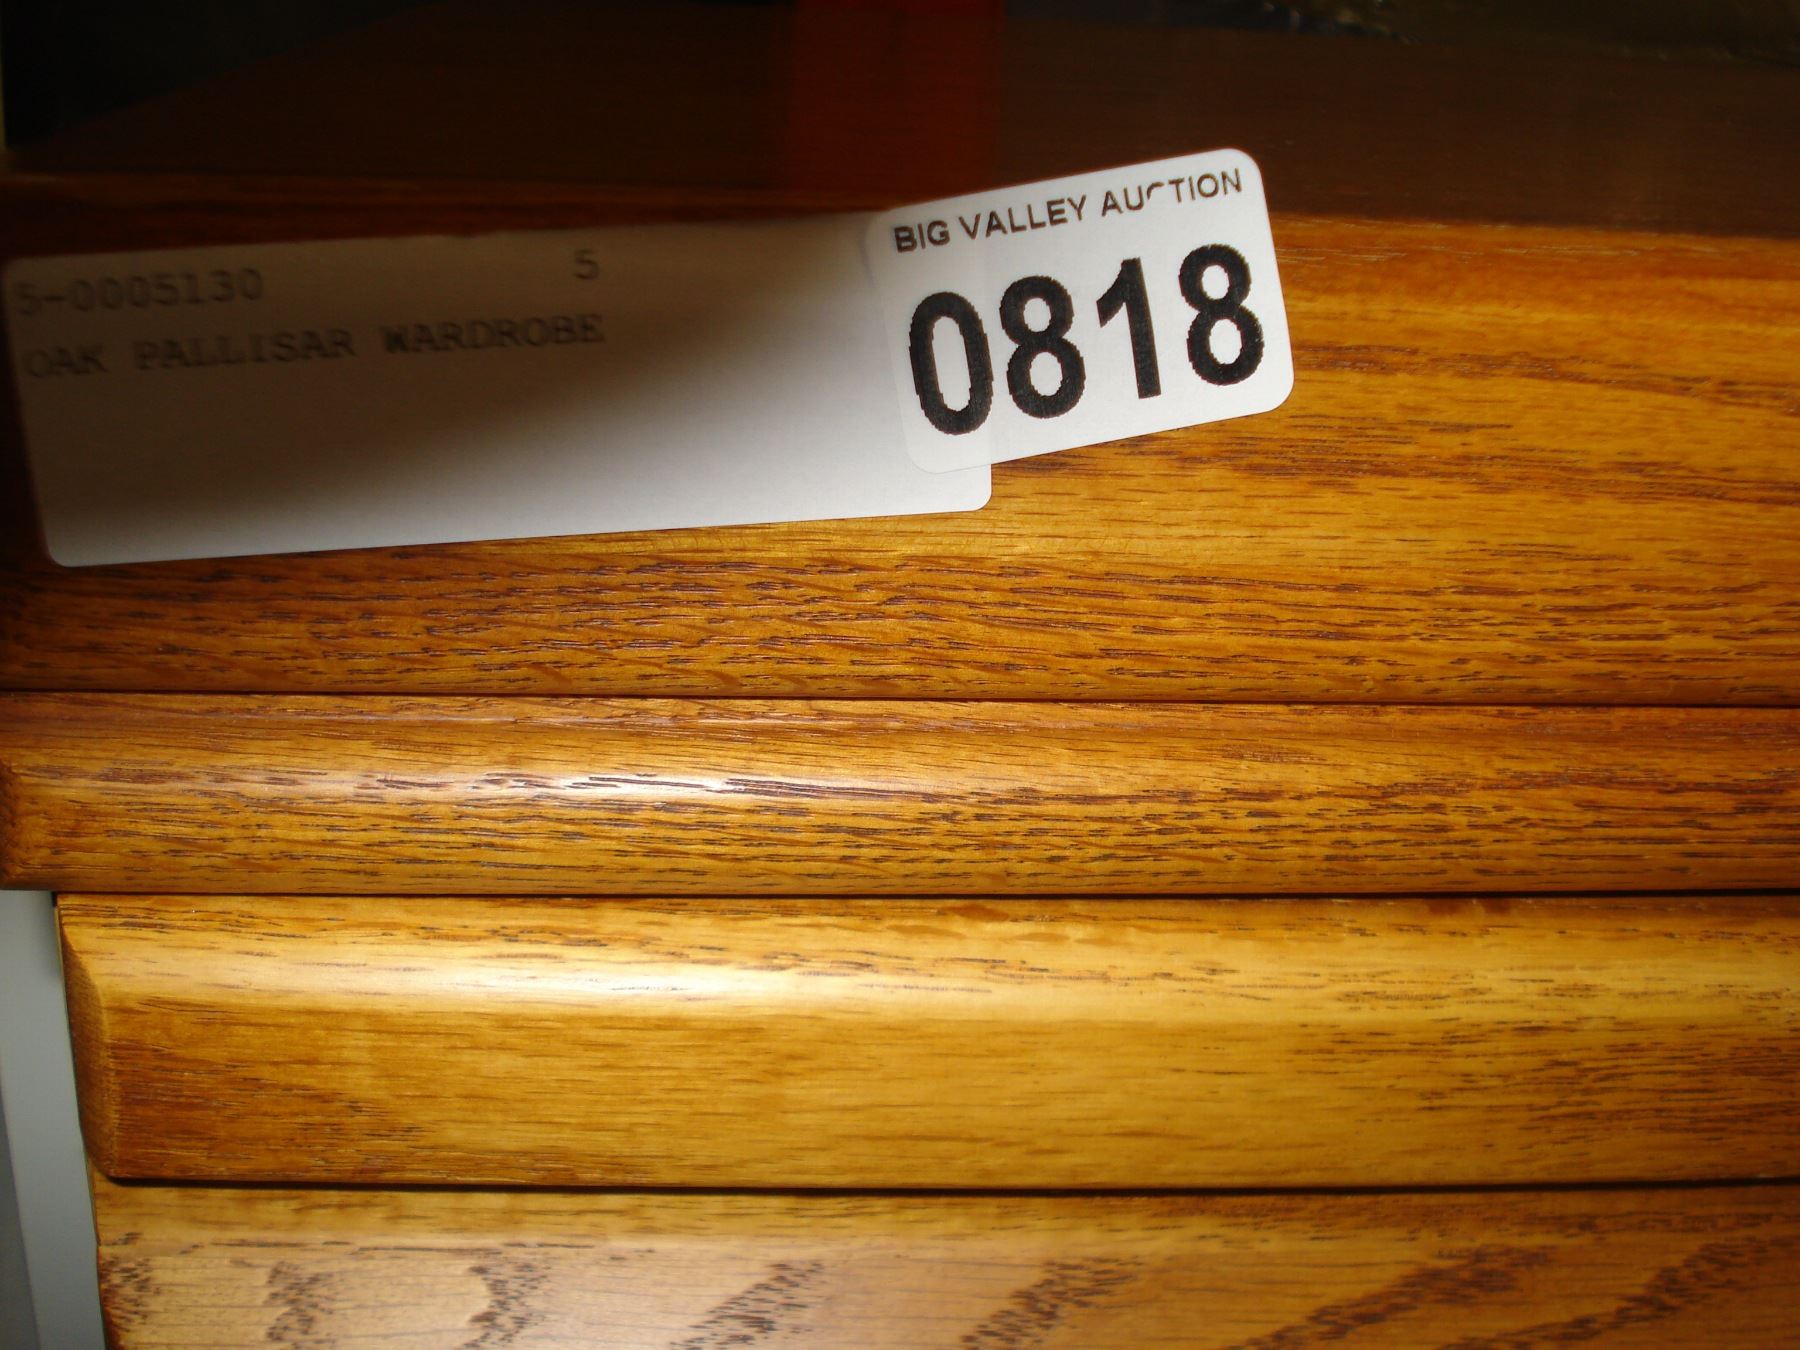 5-0005130 5
OAK PALLISAR WARDROBE
BIG VALLEY AUCTION
0818